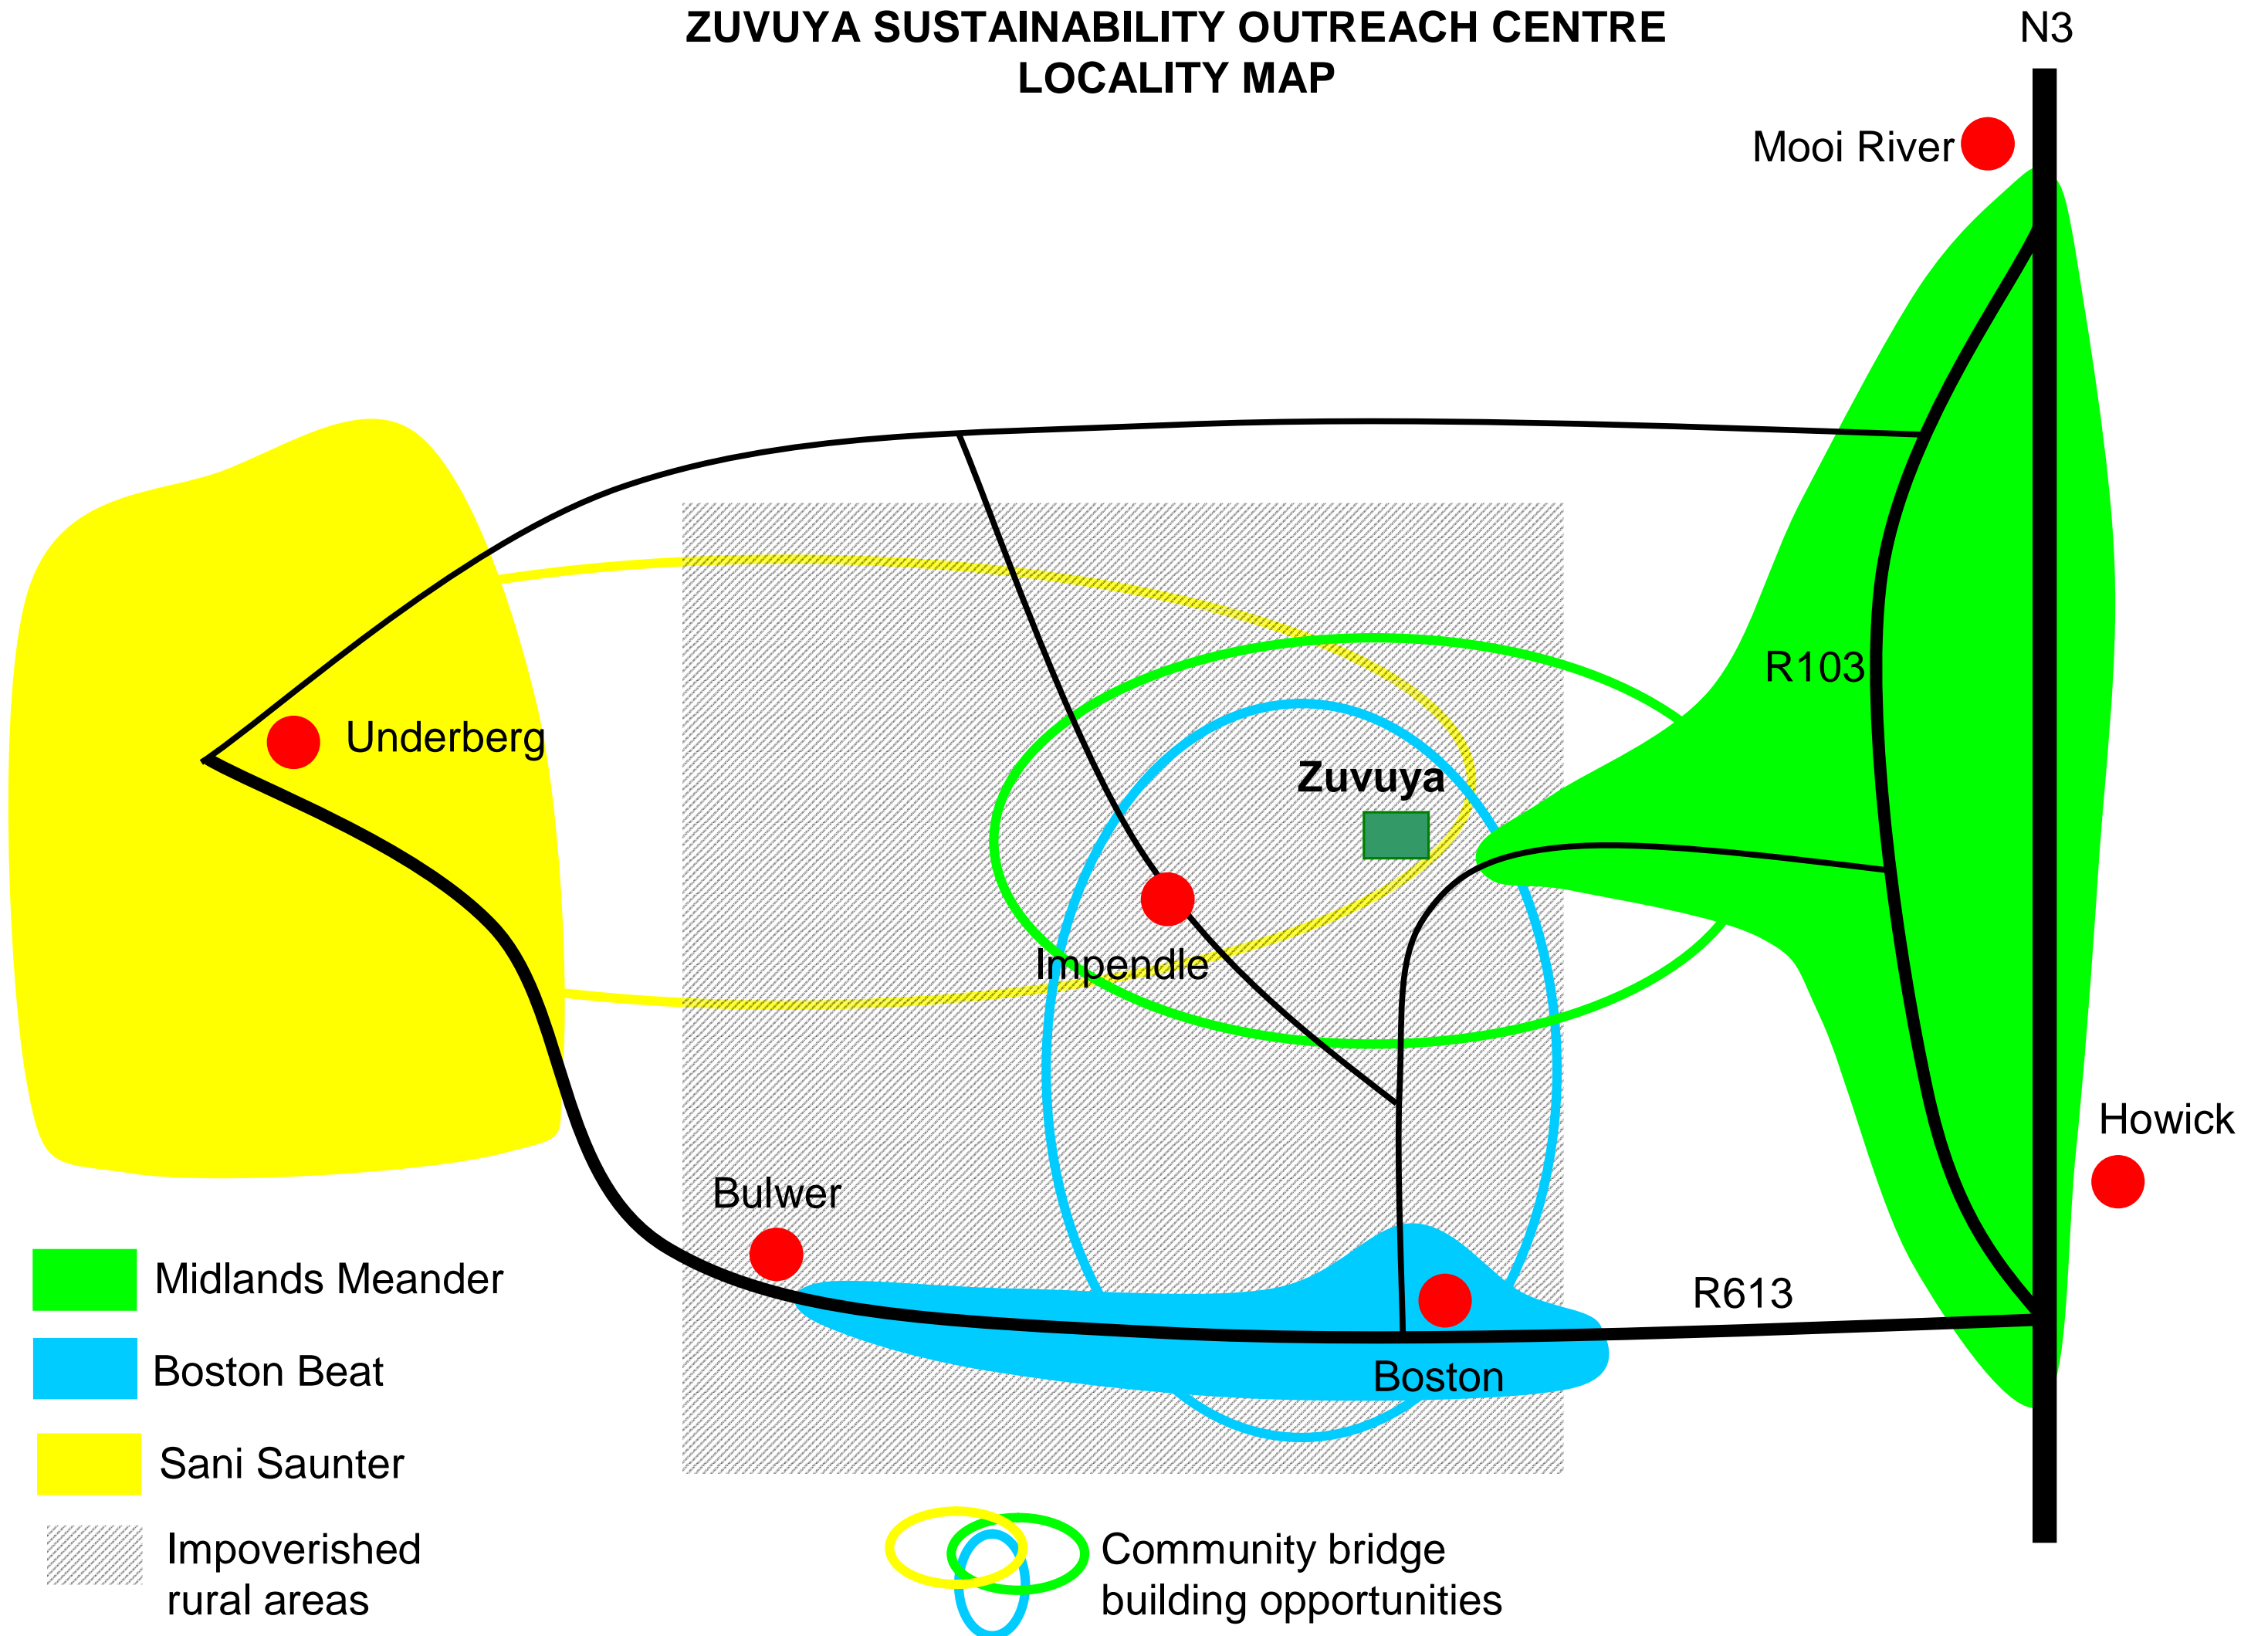 ZUVUYA SUSTAINABILITY OUTREACH CENTRE
LOCALITY MAP
N3
Mooi River
R103
Underberg
Zuvuya
Impendle
Howick
Bulwer
R613
Boston
Midlands Meander
Boston Beat
Sani Saunter
Impoverished
rural areas
Community bridge
building opportunities